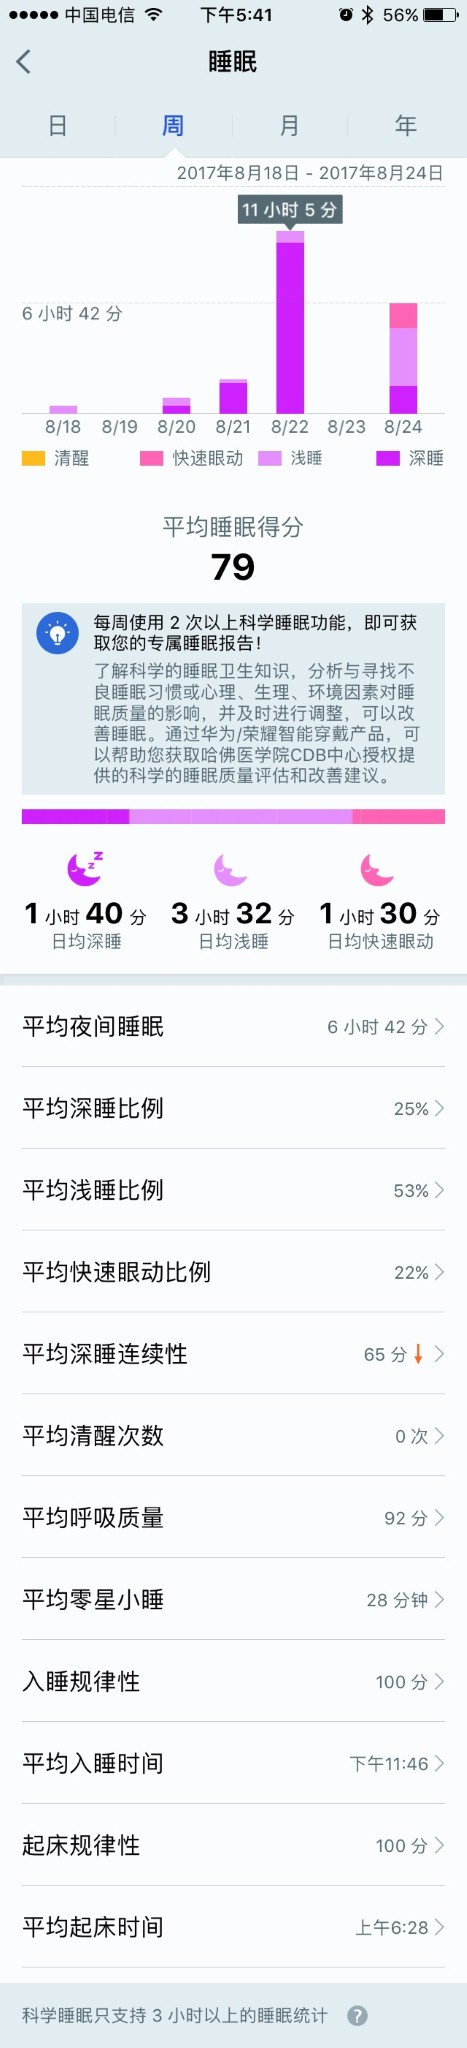 中国电信 下午5:41 56%
睡眠
日 周 月 年
2017年8月18日 - 2017年8月24日
11 小时 5 分
6 小时 42 分
8/18 8/19 8/20 8/21 8/22 8/23 8/24
清醒 快速眼动 浅睡 深睡
平均睡眠得分
79
每周使用 2 次以上科学睡眠功能，即可获
取您的专属睡眠报告！
了解科学的睡眠卫生知识，分析与寻找不
良睡眠习惯或心理、生理、环境因素对睡
眠质量的影响，并及时进行调整，可以改
善睡眠。通过华为/荣耀智能穿戴产品，可
以帮助您获取哈佛医学院CDB中心授权提
供的科学的睡眠质量评估和改善建议。
z z
1 小时 40 分 3 小时 32 分 1 小时 30 分
日均深睡 日均浅睡 日均快速眼动
平均夜间睡眠 6 小时 42 分
平均深睡比例 25%
平均浅睡比例 53%
平均快速眼动比例 22%
平均深睡连续性 65 分
平均清醒次数 0 次
平均呼吸质量 92 分
平均零星小睡 28 分钟
入睡规律性 100 分
平均入睡时间 下午11:46
起床规律性 100 分
平均起床时间 上午6:28
科学睡眠只支持 3 小时以上的睡眠统计 ?